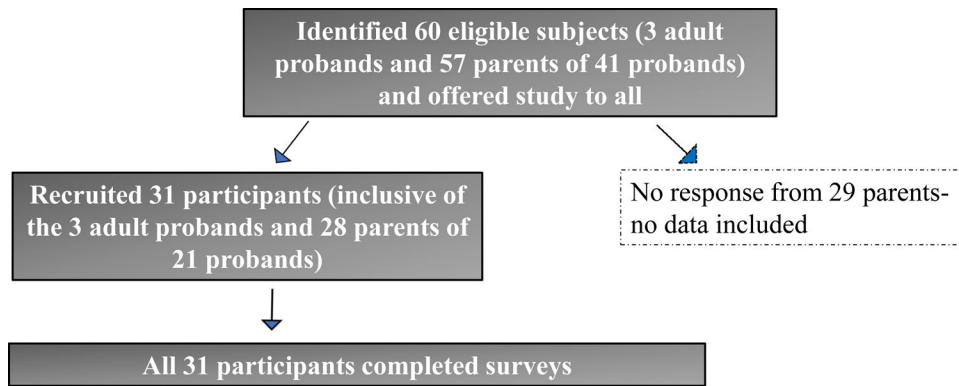 Identified 60 eligible subjects (3 adult
probands and 57 parents of 41 probands)
and offered study to all
Recruited 31 participants (inclusive of
the 3 adult probands and 28 parents of
21 probands)
No response from 29 parents-
no data included
All 31 participants completed surveys